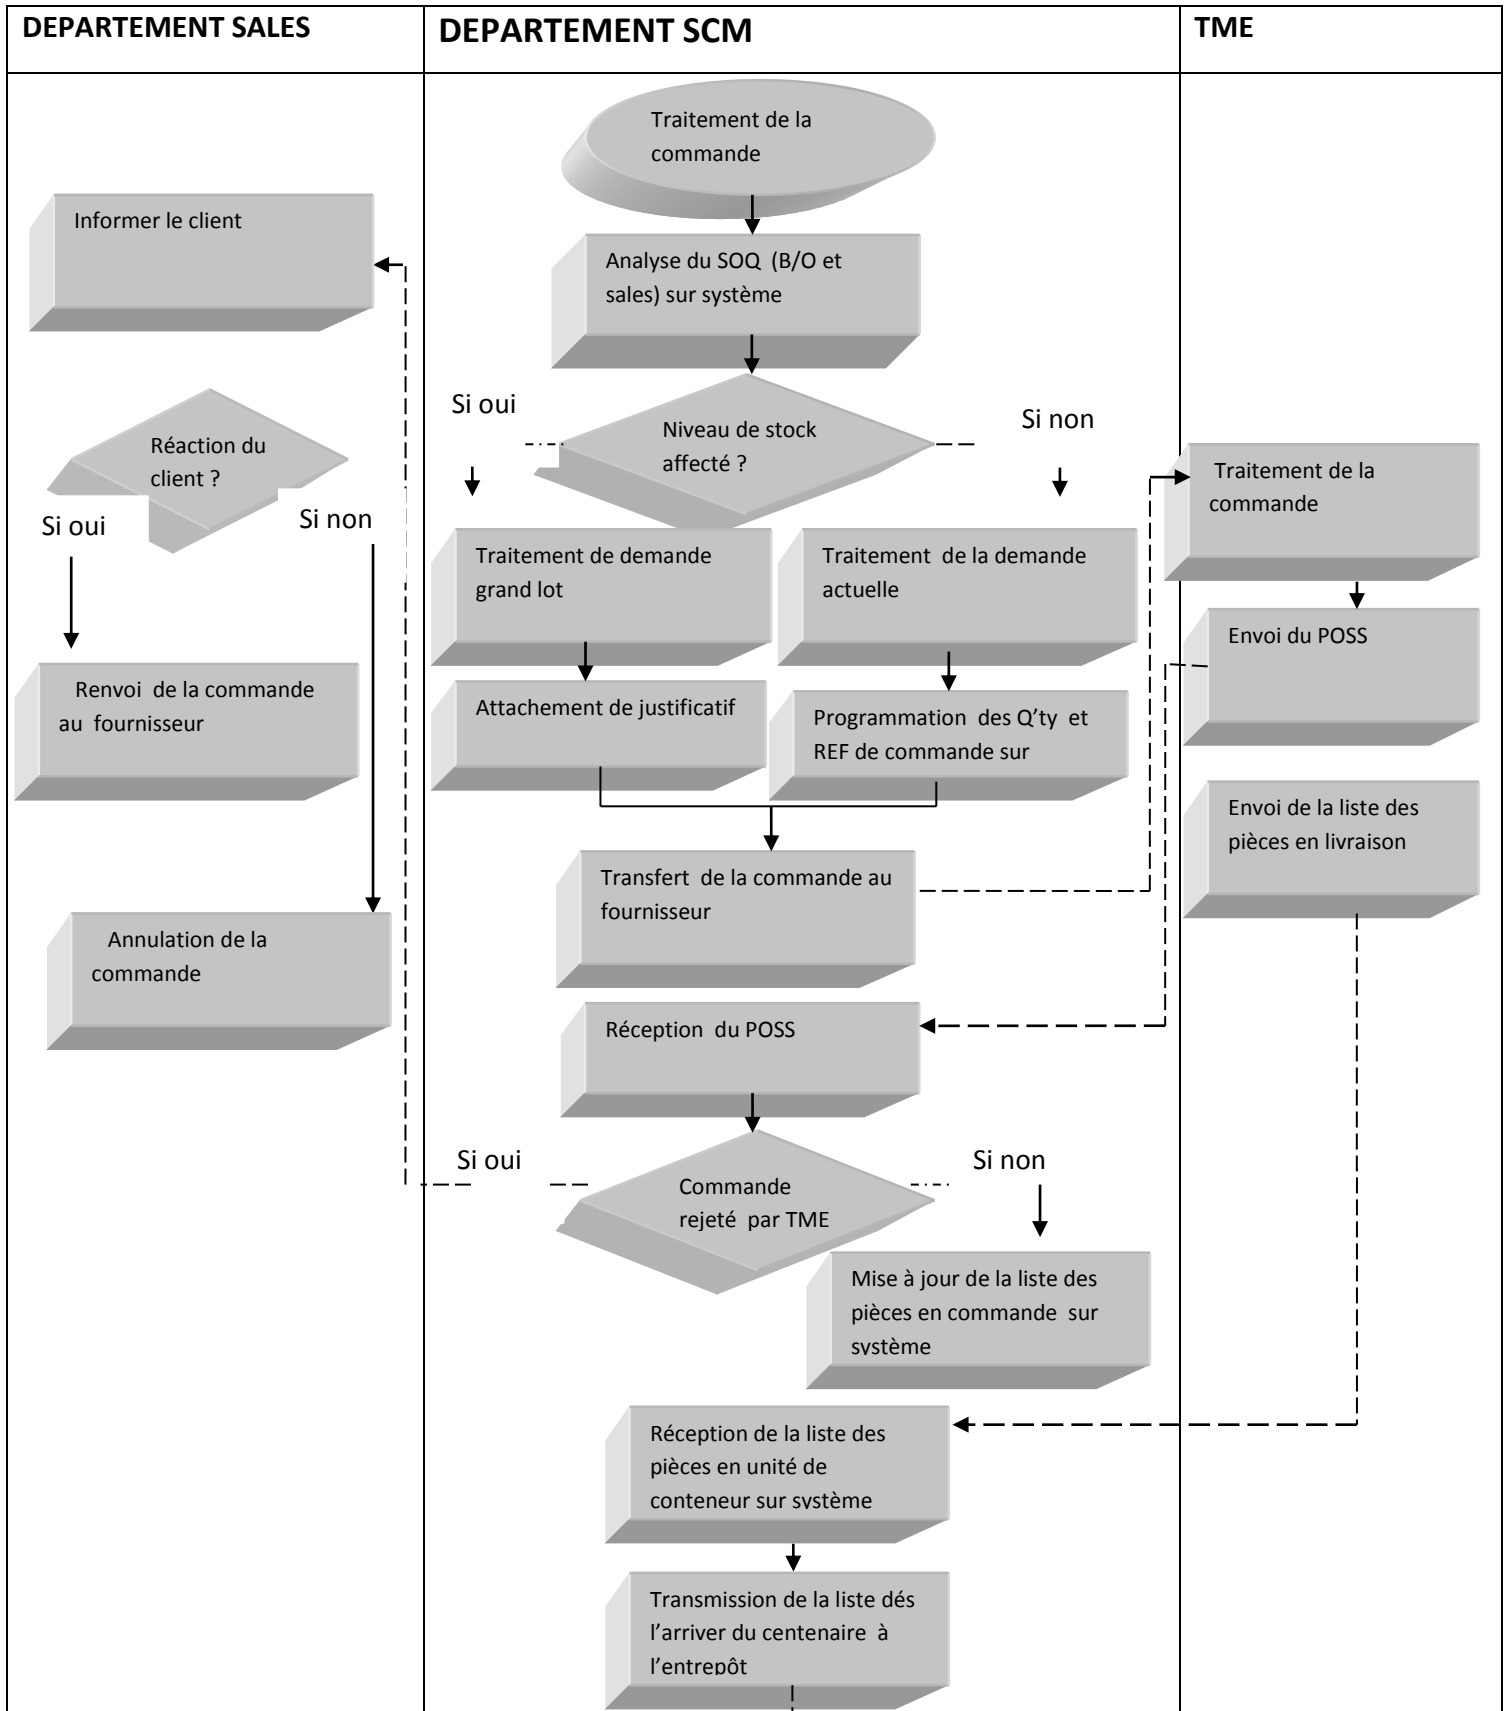 DEPARTEMENT SALES
DEPARTEMENT SCM
TME
Traitement de la
commande
Informer le client
Analyse du SOQ (B/O et
sales) sur système
Si oui
Niveau de stock
affecté ?
Si non
Réaction du
client ?
Si oui
Si non
Traitement de la
commande
Traitement de demande
grand lot
Traitement de la demande
actuelle
Envoi du POSS
Renvoi de la commande
au fournisseur
Attachement de justificatif
Programmation des Q’ty et
REF de commande sur
Envoi de la liste des
pièces en livraison
Transfert de la commande au
fournisseur
Annulation de la
commande
Réception du POSS
Si oui
Commande
rejeté par TME
Si non
Mise à jour de la liste des
pièces en commande sur
système
Réception de la liste des
pièces en unité de
conteneur sur système
Transmission de la liste dés
l’arriver du centenaire à
l’entrepôt